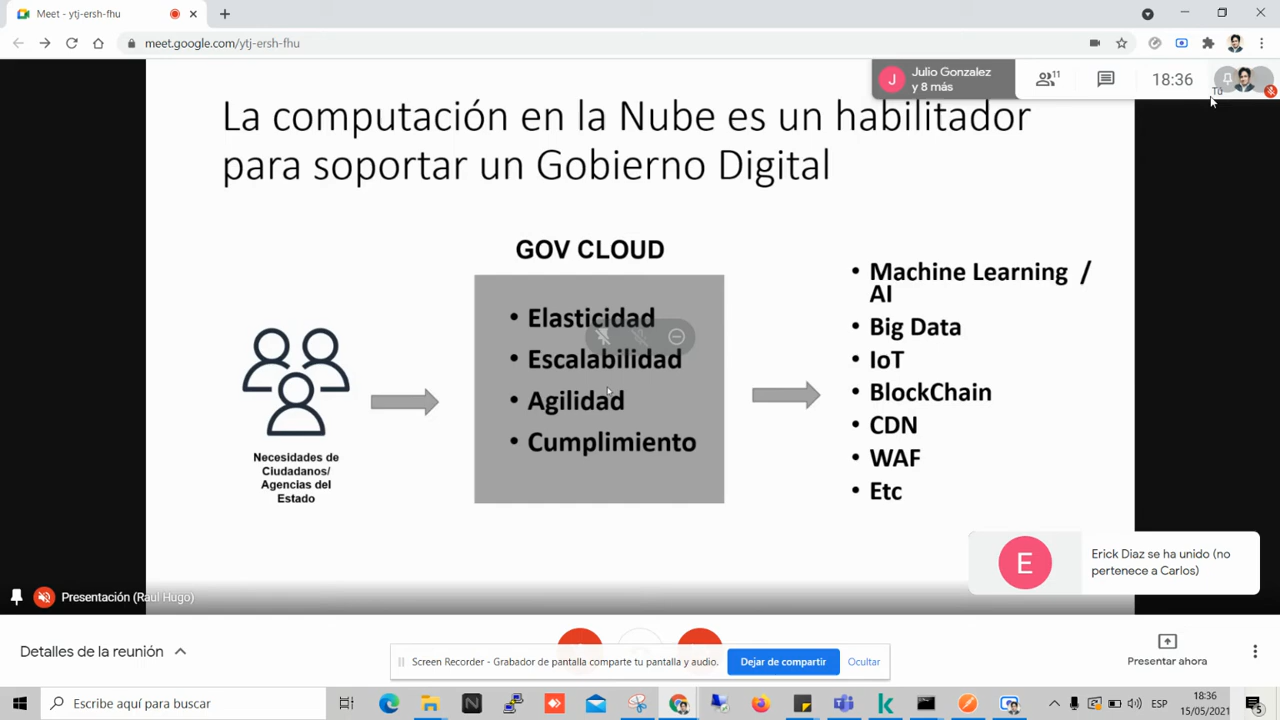 Meet - ytj-ersh-fhu
meet.google.com/ytj-ersh-fhu
Julio Gonzalez
y 8 más
11
18:36
Tú
La computación en la Nube es un habilitador
para soportar un Gobierno Digital
GOV CLOUD
• Elasticidad
• Escalabilidad
• Agilidad
• Cumplimiento
Necesidades de
Ciudadanos/
Agencias del
Estado
• Machine Learning /
AI
• Big Data
• IoT
• BlockChain
• CDN
• WAF
• Etc
E
Erick Diaz se ha unido (no
pertenece a Carlos)
Presentación (Raul Hugo)
Detalles de la reunión
Screen Recorder - Grabador de pantalla comparte tu pantalla y audio.
Dejar de compartir
Ocultar
Presentar ahora
Escribe aquí para buscar
ESP
18:36
15/05/2021
5